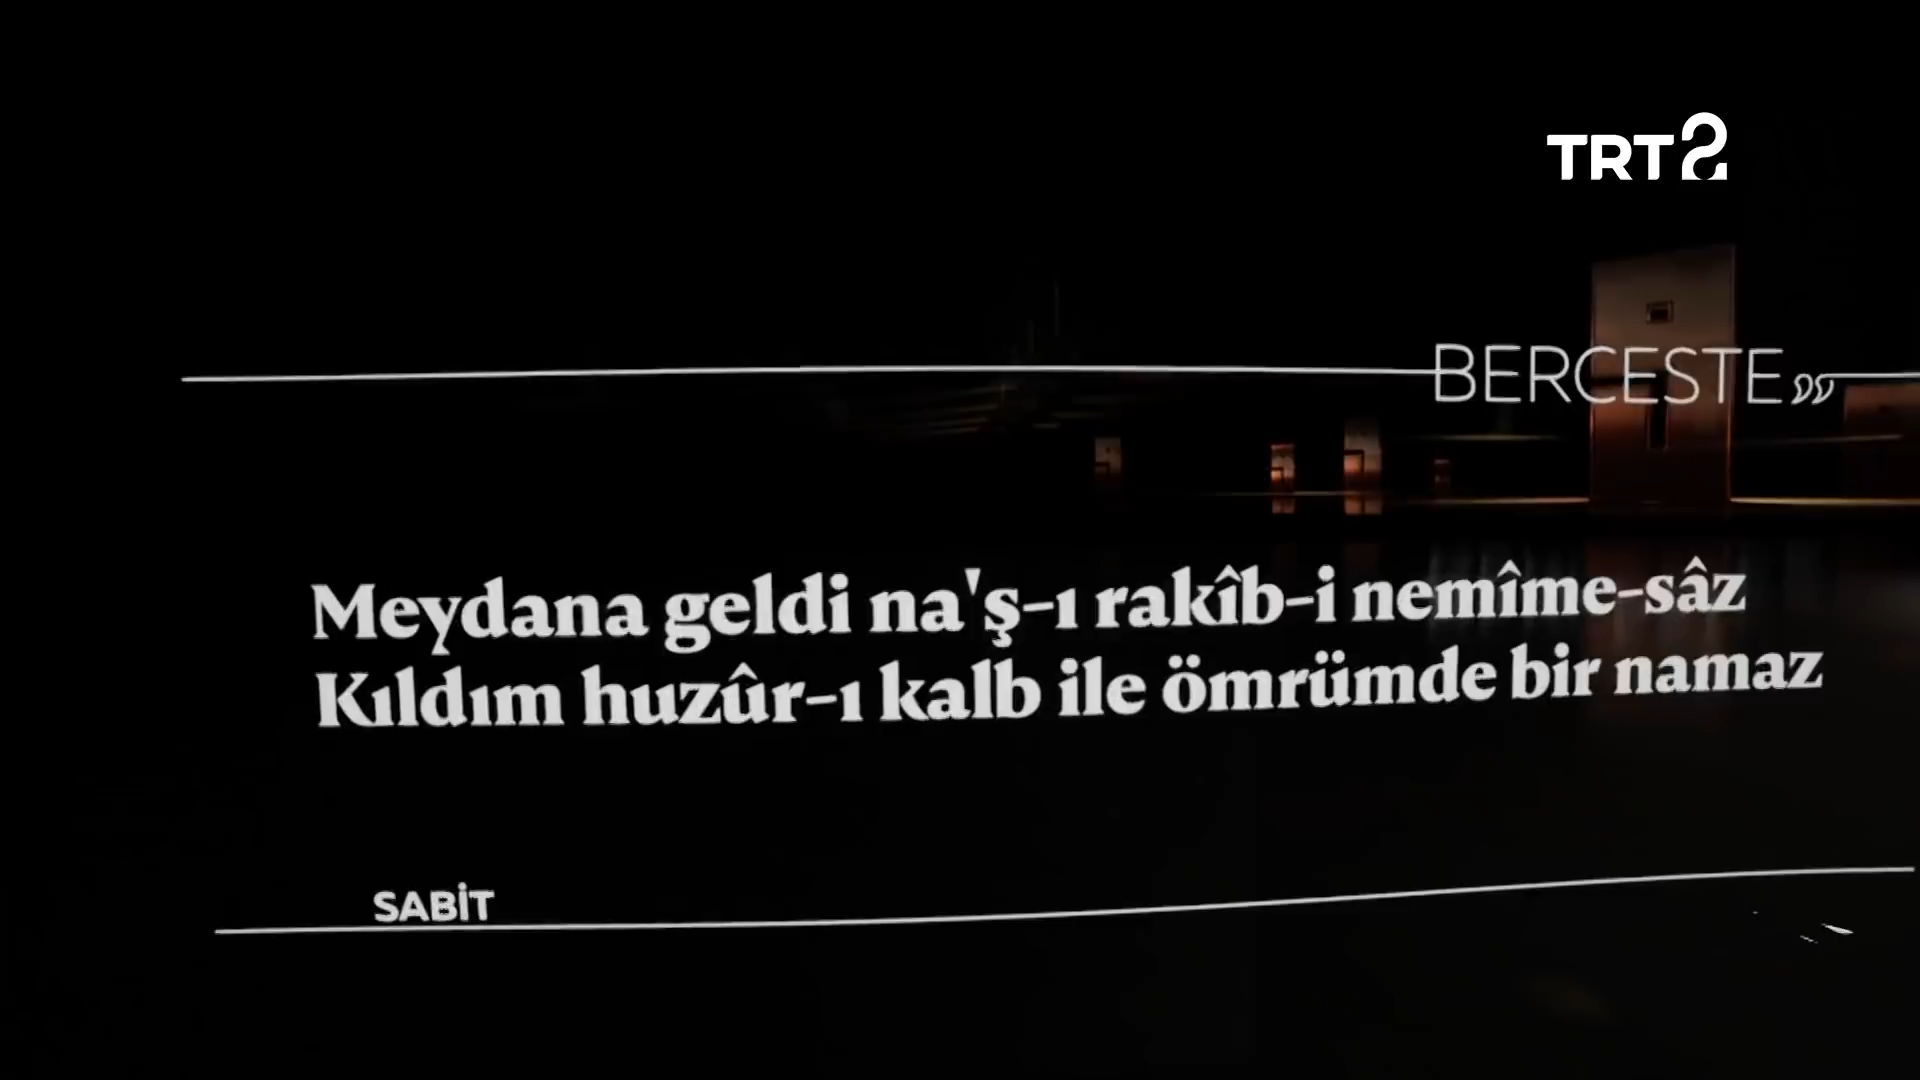 TRT2
BERCESTE”
Meydana geldi na'ş-ı rakîb-i nemîme-sâz
Kıldım huzûr-ı kalb ile ömrümde bir namaz
SABİT